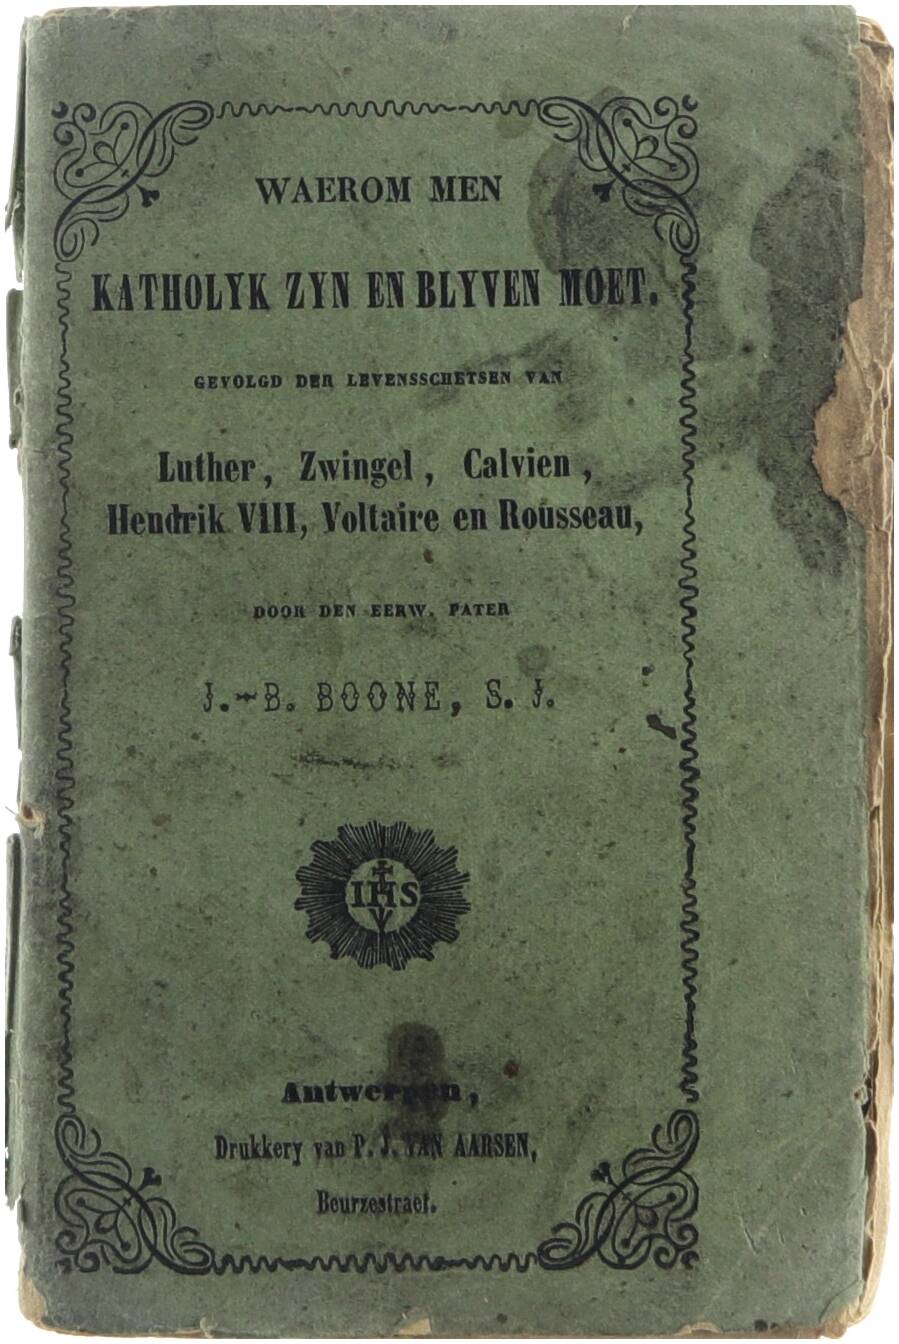 WAEROM MEN
KATHOLYK ZYN EN BLYVEN MOET.
GEVOLGD DER LEVENSSCHETSEN VAN
Luther, Zwingel, Calvien,
Hendrik VIII, Voltaire en Rousseau,
DOOR DEN EERW. PATER
J.-B. BOONE, S. J.
IHS
Antwerpen,
Drukkery van P. J. VAN AARSEN,
Beurzestraet.